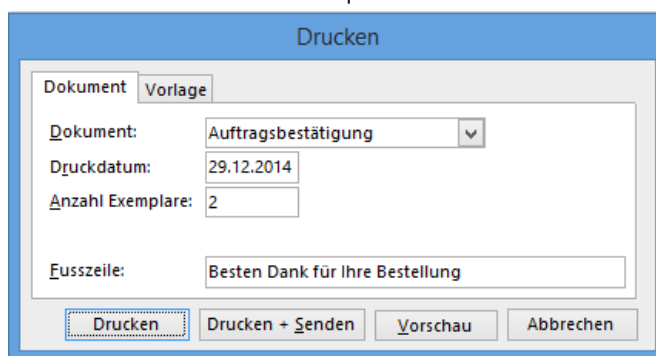 Drucken
Dokument Vorlage
Dokument: Auftragsbestätigung
Druckdatum: 29.12.2014
Anzahl Exemplare: 2
Fusszeile: Besten Dank für Ihre Bestellung
Drucken Drucken + Senden Vorschau Abbrechen